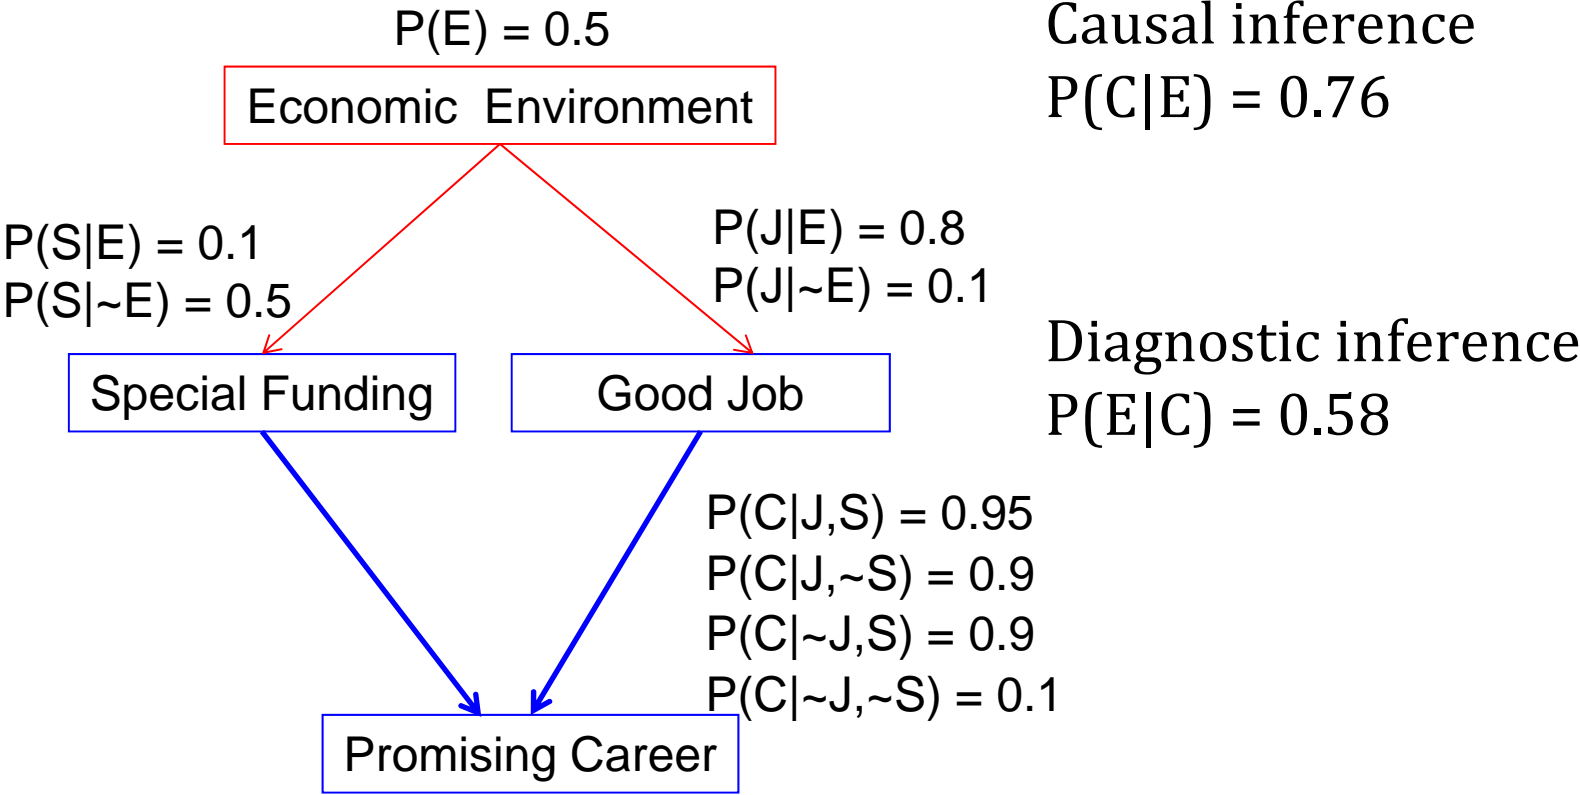 P(E) = 0.5
Economic Environment
Causal inference
P(C|E) = 0.76
P(S|E) = 0.1
P(S|~E) = 0.5
P(J|E) = 0.8
P(J|~E) = 0.1
Special Funding
Good Job
Diagnostic inference
P(E|C) = 0.58
P(C|J,S) = 0.95
P(C|J,~S) = 0.9
P(C|~J,S) = 0.9
P(C|~J,~S) = 0.1
Promising Career